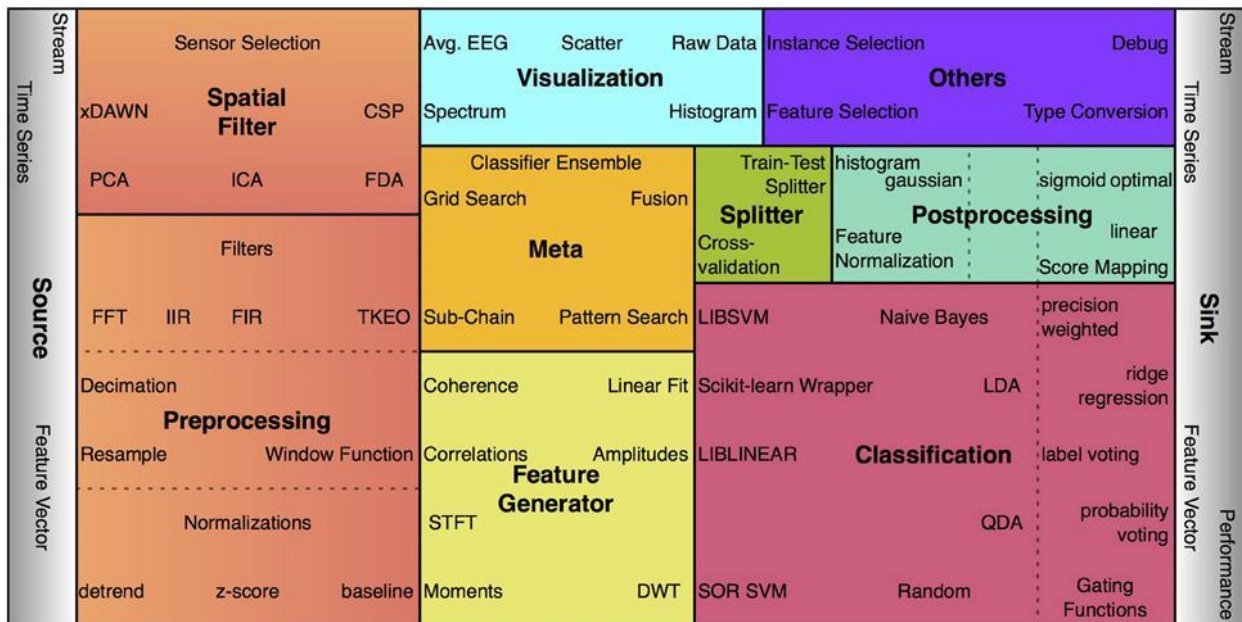 Stream
Time Series
Source
Feature Vector
Sensor Selection
Spatial
Filter
xDAWN
CSP
PCA
ICA
FDA
Filters
FFT
IIR
FIR
TKEO
Decimation
Preprocessing
Resample
Window Function
Normalizations
detrend
z-score
baseline
Avg. EEG
Scatter
Raw Data
Visualization
Spectrum
Histogram
Instance Selection
Debug
Others
Feature Selection
Type Conversion
Classifier Ensemble
Grid Search
Fusion
Meta
Sub-Chain
Pattern Search
Train-Test
Splitter
Splitter
Cross-
validation
histogram
gaussian
sigmoid optimal
Postprocessing
linear
Feature
Normalization
Score Mapping
Coherence
Linear Fit
Correlations
Amplitudes
Feature
Generator
STFT
Moments
DWT
LIBSVM
Naive Bayes
precision
weighted
Scikit-learn Wrapper
LDA
ridge
regression
LIBLINEAR
Classification
label voting
QDA
probability
voting
SOR SVM
Random
Gating
Functions
Stream
Time Series
Sink
Feature Vector
Performance